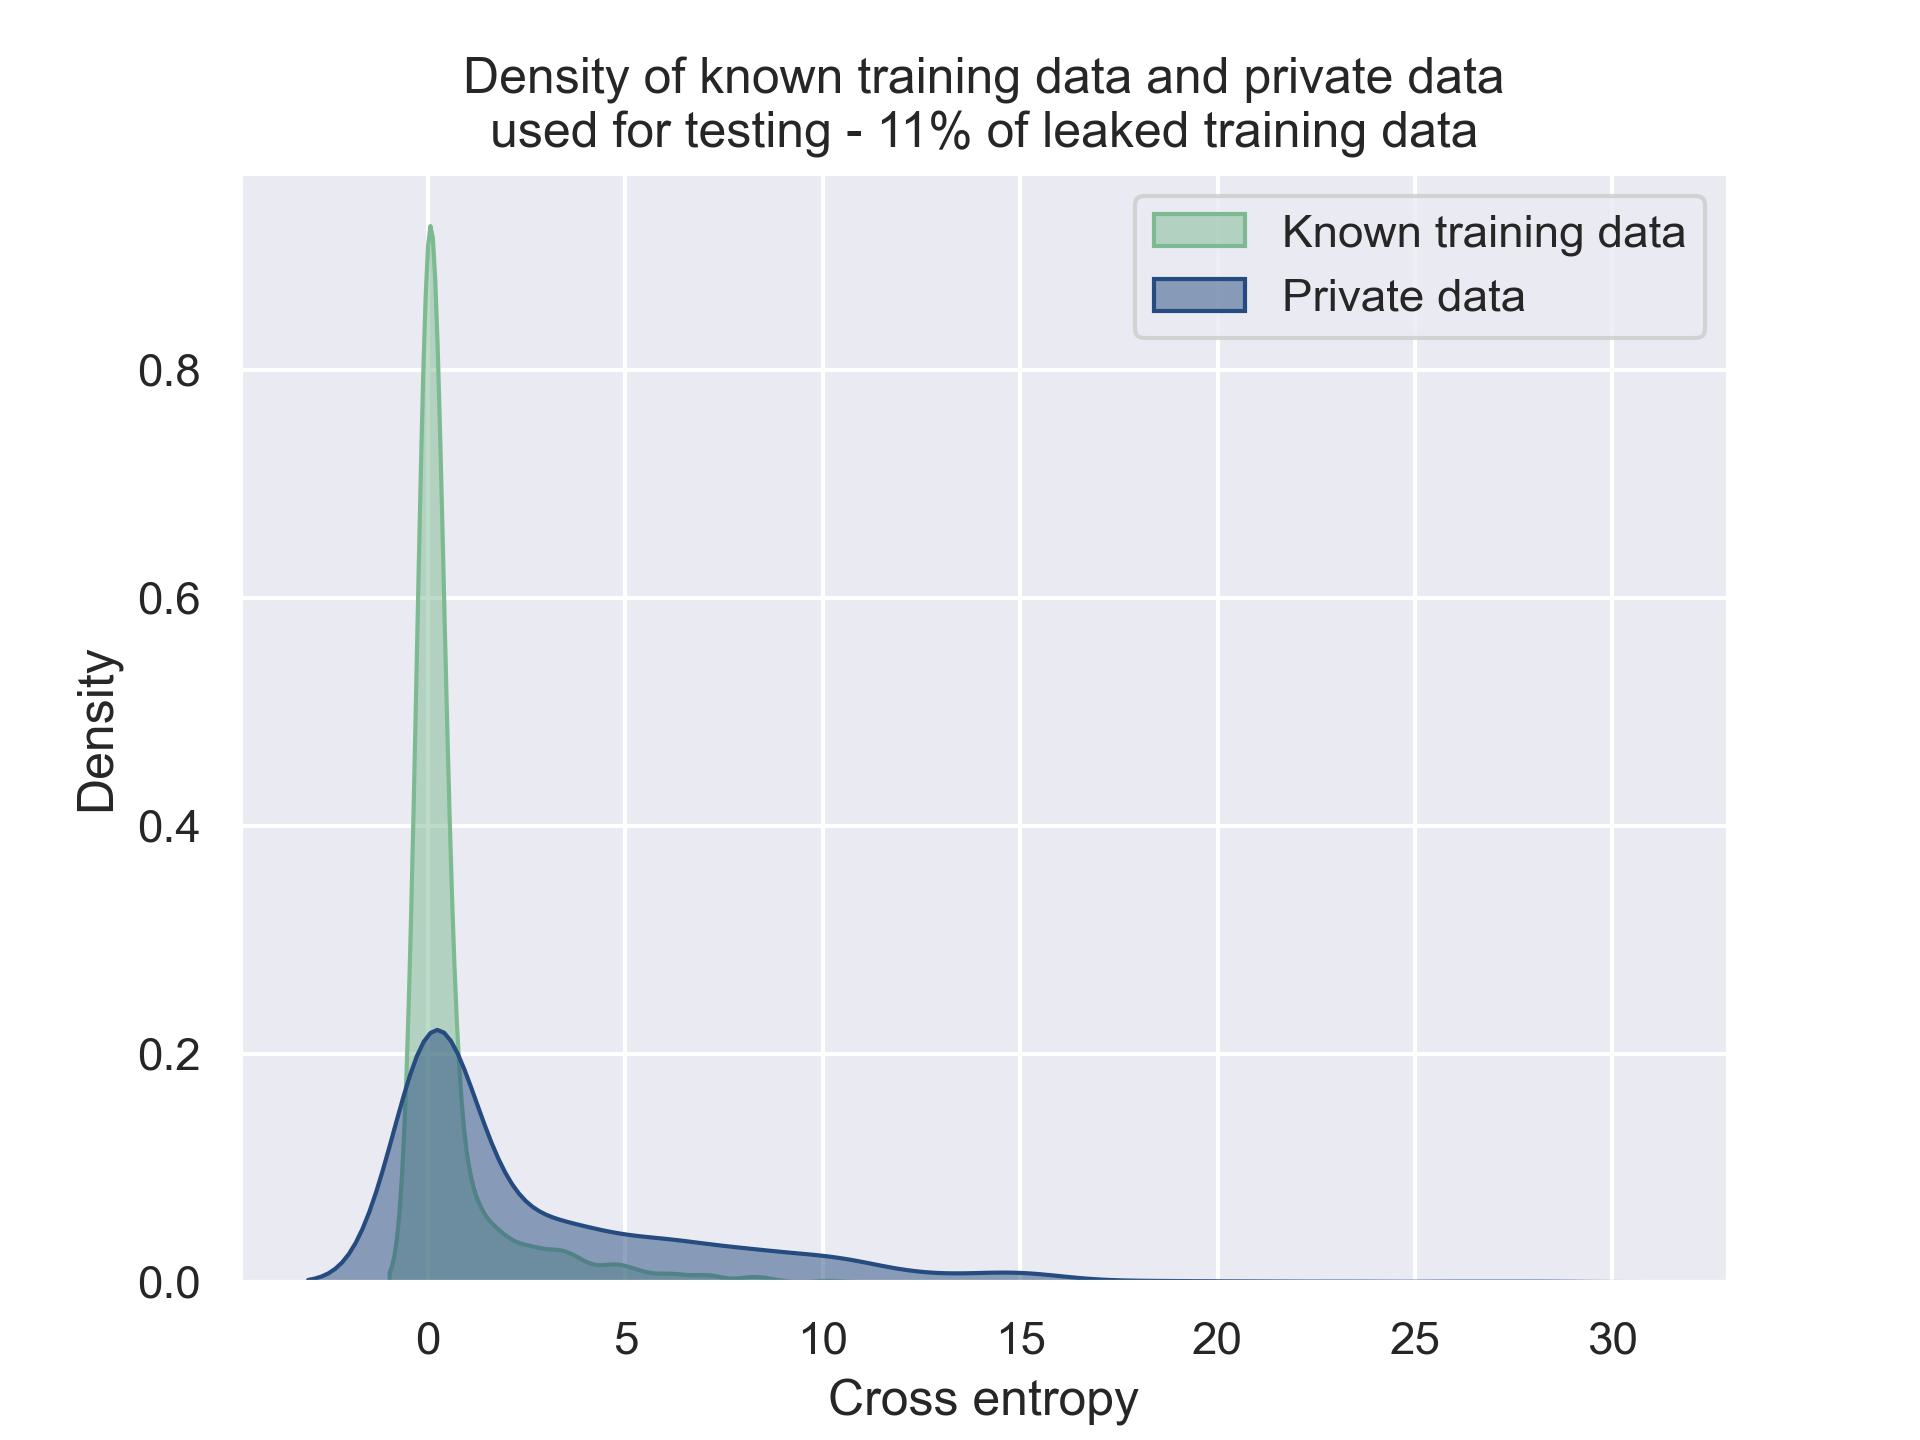 Density of known training data and private data
used for testing - 11% of leaked training data
Known training data
Private data
0.8
0.6
0.4
0.2
0.0
Density
0 5 10 15 20 25 30
Cross entropy